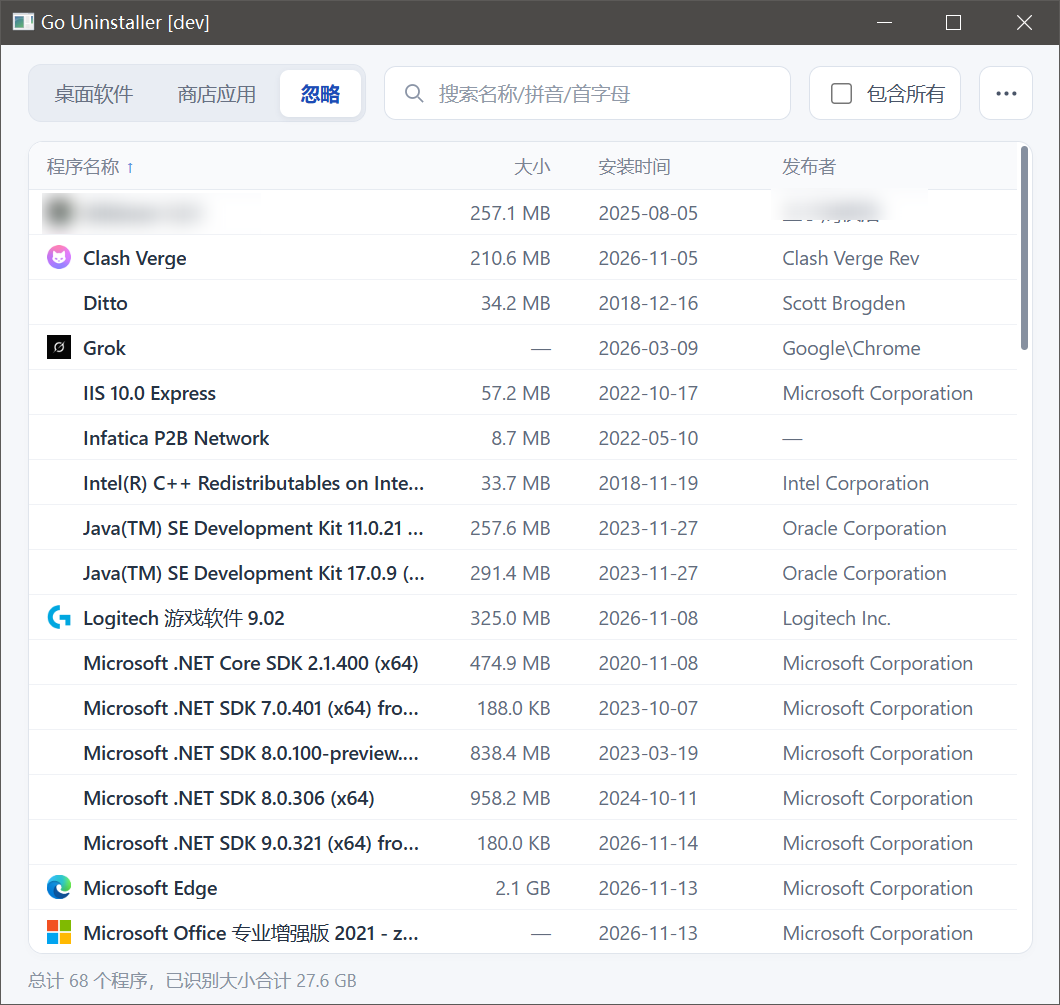 Go Uninstaller [dev]
桌面软件 商店应用 忽略 搜索名称/拼音/首字母 包含所有 ···
程序名称 ↑ 大小 安装时间 发布者
257.1 MB 2025-08-05
Clash Verge 210.6 MB 2026-11-05 Clash Verge Rev
Ditto 34.2 MB 2018-12-16 Scott Brogden
Grok — 2026-03-09 Google\Chrome
IIS 10.0 Express 57.2 MB 2022-10-17 Microsoft Corporation
Infatica P2B Network 8.7 MB 2022-05-10 —
Intel(R) C++ Redistributables on Inte... 33.7 MB 2018-11-19 Intel Corporation
Java(TM) SE Development Kit 11.0.21 ... 257.6 MB 2023-11-27 Oracle Corporation
Java(TM) SE Development Kit 17.0.9 (... 291.4 MB 2023-11-27 Oracle Corporation
Logitech 游戏软件 9.02 325.0 MB 2026-11-08 Logitech Inc.
Microsoft .NET Core SDK 2.1.400 (x64) 474.9 MB 2020-11-08 Microsoft Corporation
Microsoft .NET SDK 7.0.401 (x64) fro... 188.0 KB 2023-10-07 Microsoft Corporation
Microsoft .NET SDK 8.0.100-preview.... 838.4 MB 2023-03-19 Microsoft Corporation
Microsoft .NET SDK 8.0.306 (x64) 958.2 MB 2024-10-11 Microsoft Corporation
Microsoft .NET SDK 9.0.321 (x64) fro... 180.0 KB 2026-11-14 Microsoft Corporation
Microsoft Edge 2.1 GB 2026-11-13 Microsoft Corporation
Microsoft Office 专业增强版 2021 - z... — 2026-11-13 Microsoft Corporation
总计 68 个程序，已识别大小合计 27.6 GB